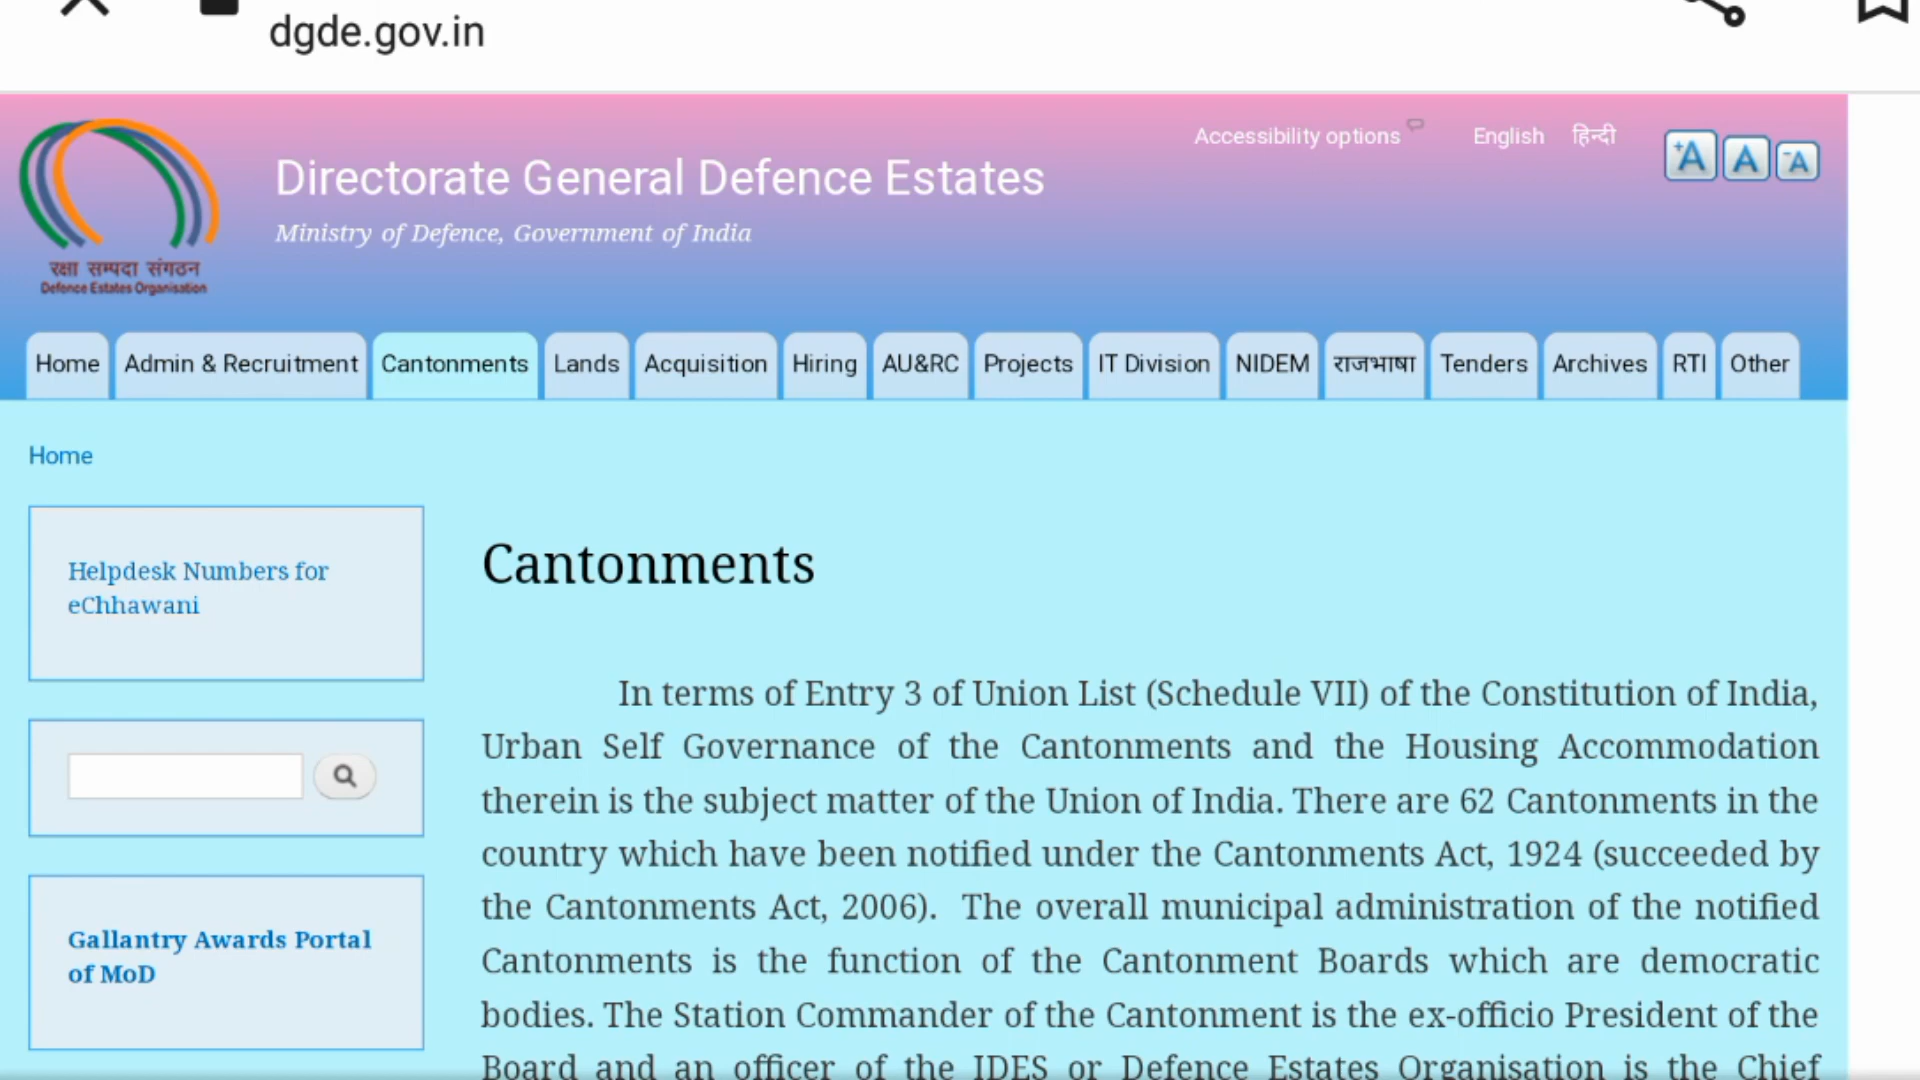 dgde.gov.in
Accessibility options English हिन्दी +A A -A
Directorate General Defence Estates
Ministry of Defence, Government of India
रक्षा सम्पदा संगठन
Defence Estates Organisation
Home Admin & Recruitment Cantonments Lands Acquisition Hiring AU&RC Projects IT Division NIDEM राजभाषा Tenders Archives RTI Other
Home
Helpdesk Numbers for
eChhawani
Gallantry Awards Portal
of MoD
Cantonments
In terms of Entry 3 of Union List (Schedule VII) of the Constitution of India,
Urban Self Governance of the Cantonments and the Housing Accommodation
therein is the subject matter of the Union of India. There are 62 Cantonments in the
country which have been notified under the Cantonments Act, 1924 (succeeded by
the Cantonments Act, 2006). The overall municipal administration of the notified
Cantonments is the function of the Cantonment Boards which are democratic
bodies. The Station Commander of the Cantonment is the ex-officio President of the
Board and an officer of the IDES or Defence Estates Organisation is the Chief